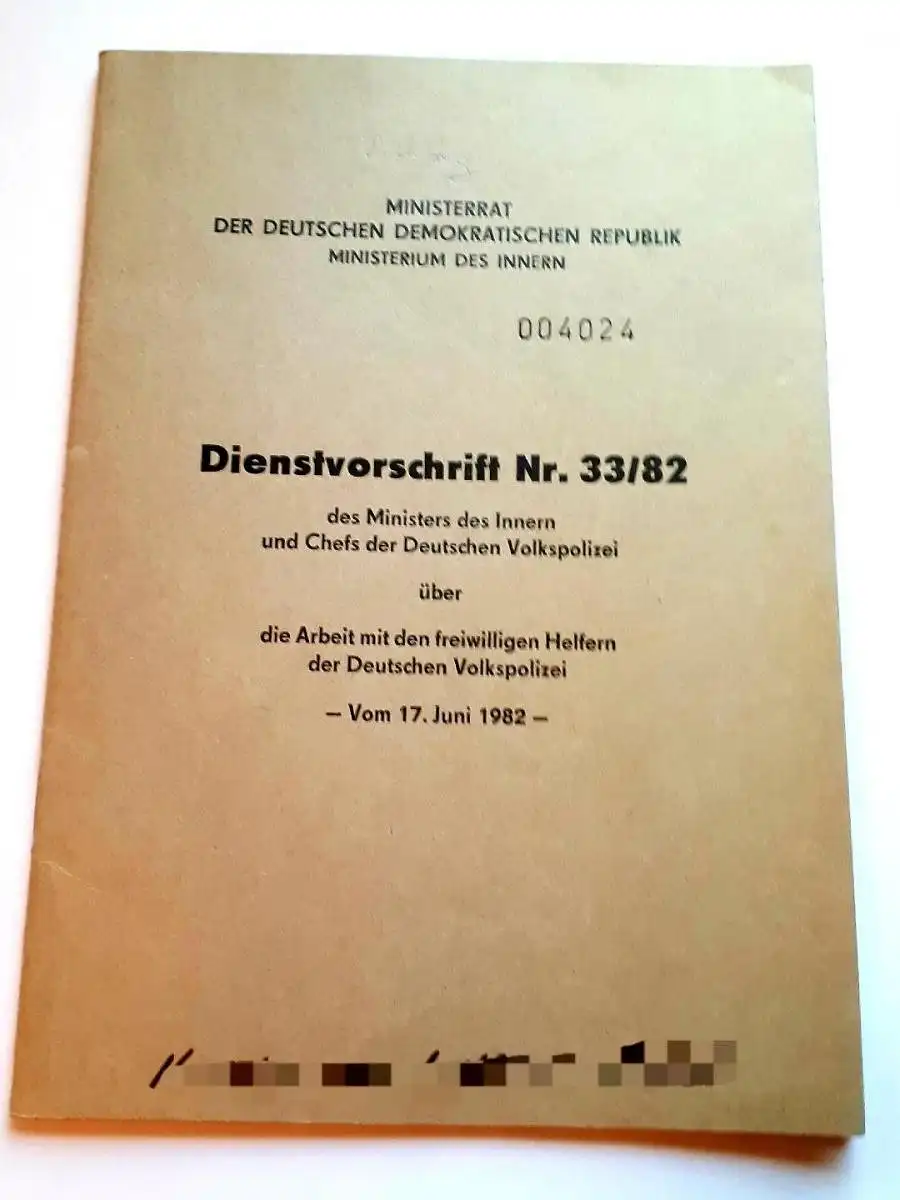 MINISTERRAT
DER DEUTSCHEN DEMOKRATISCHEN REPUBLIK
MINISTERIUM DES INNERN
004024
Dienstvorschrift Nr. 33/82
des Ministers des Innern
und Chefs der Deutschen Volkspolizei
über
die Arbeit mit den freiwilligen Helfern
der Deutschen Volkspolizei
– Vom 17. Juni 1982 –